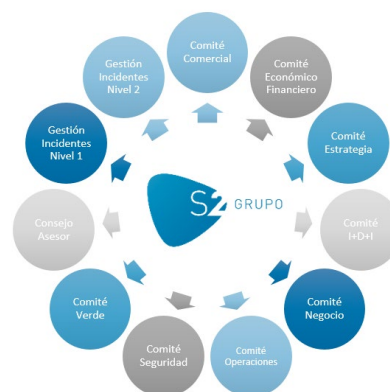 Comité
Comercial
Comité
Económico
Financiero
Comité
Estrategia
Comité
I+D+I
Comité
Negocio
Comité
Operaciones
Comité
Seguridad
Comité
Verde
Consejo
Asesor
Gestión
Incidentes
Nivel 1
Gestión
Incidentes
Nivel 2
S2 GRUPO